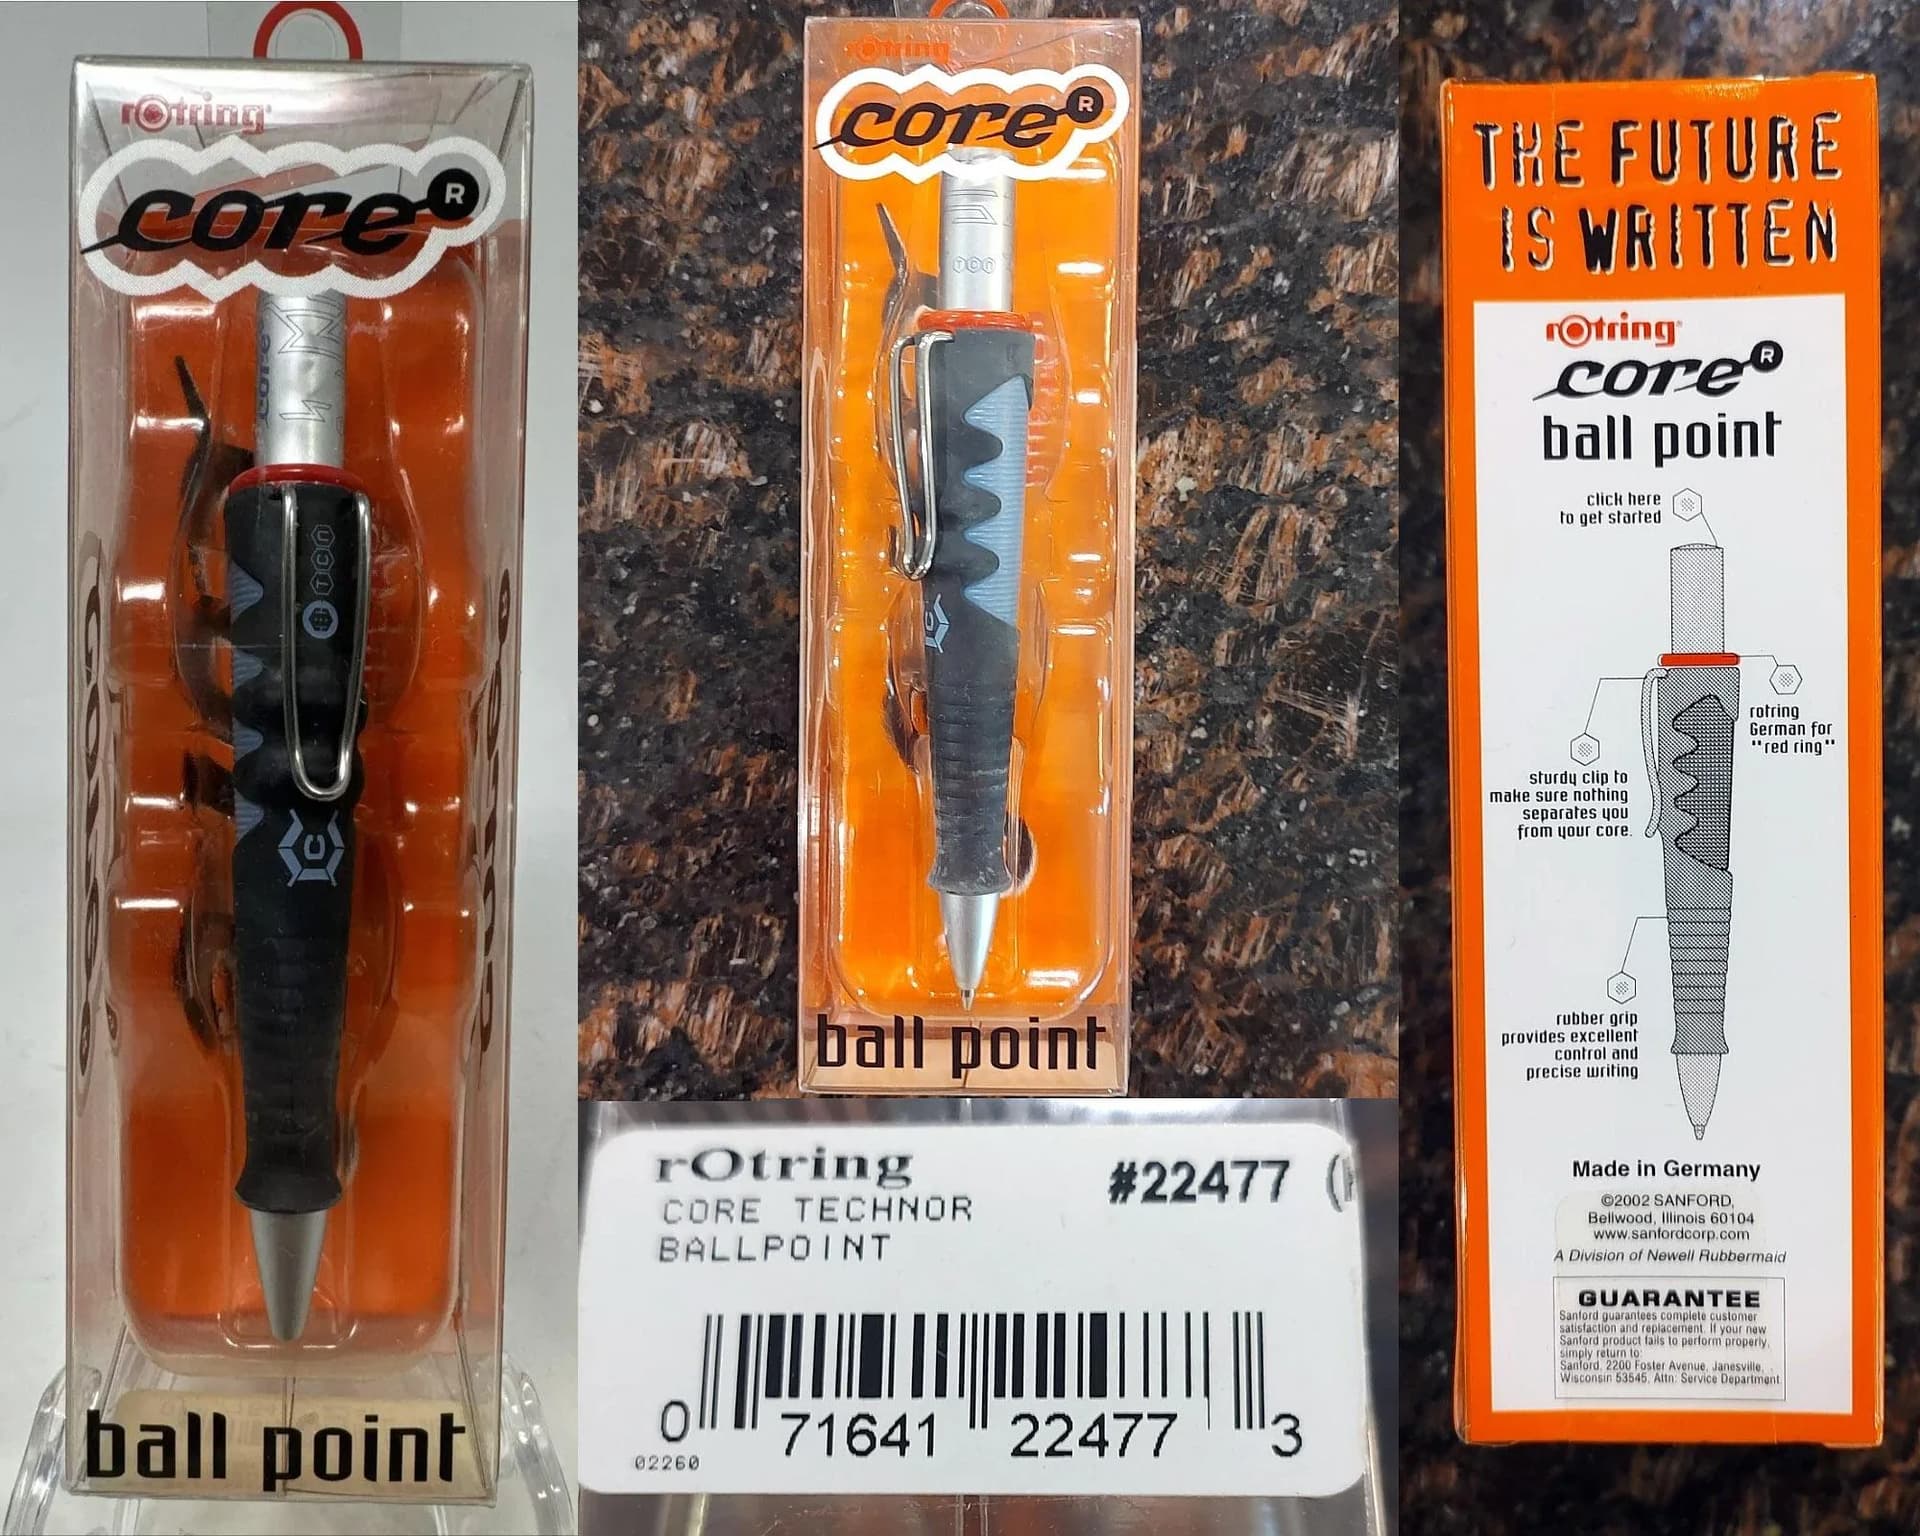 rotring
core®
TCN
C
ball point
rotring
core®
TCN
C
ball point
rOtring #22477
CORE TECHNOR
BALLPOINT
0 71641 22477 3
02260
THE FUTURE
IS WRITTEN
rotring
core®
ball point
click here
to get started
rotring
German for
"red ring"
sturdy clip to
make sure nothing
separates you
from your core.
rubber grip
provides excellent
control and
precise writing
Made in Germany
©2002 SANFORD,
Bellwood, Illinois 60104
www.sanfordcorp.com
A Division of Newell Rubbermaid
GUARANTEE
Sanford guarantees complete customer
satisfaction and replacement. If your new
Sanford product fails to perform properly,
simply return to:
Sanford, 2200 Foster Avenue, Janesville,
Wisconsin 53545, Attn: Service Department.